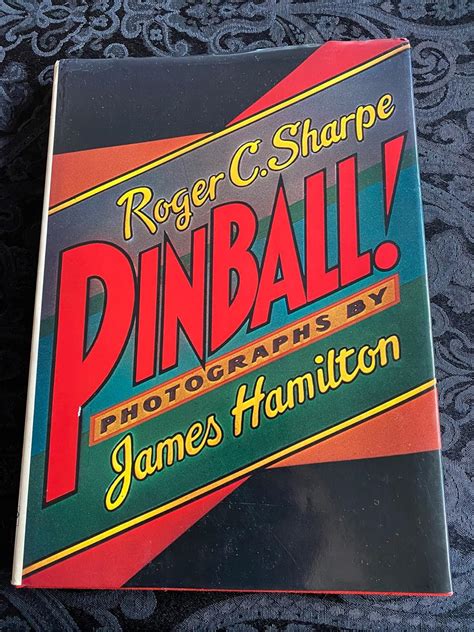 Roger C. Sharpe
PINBALL!
PHOTOGRAPHS BY
James Hamilton